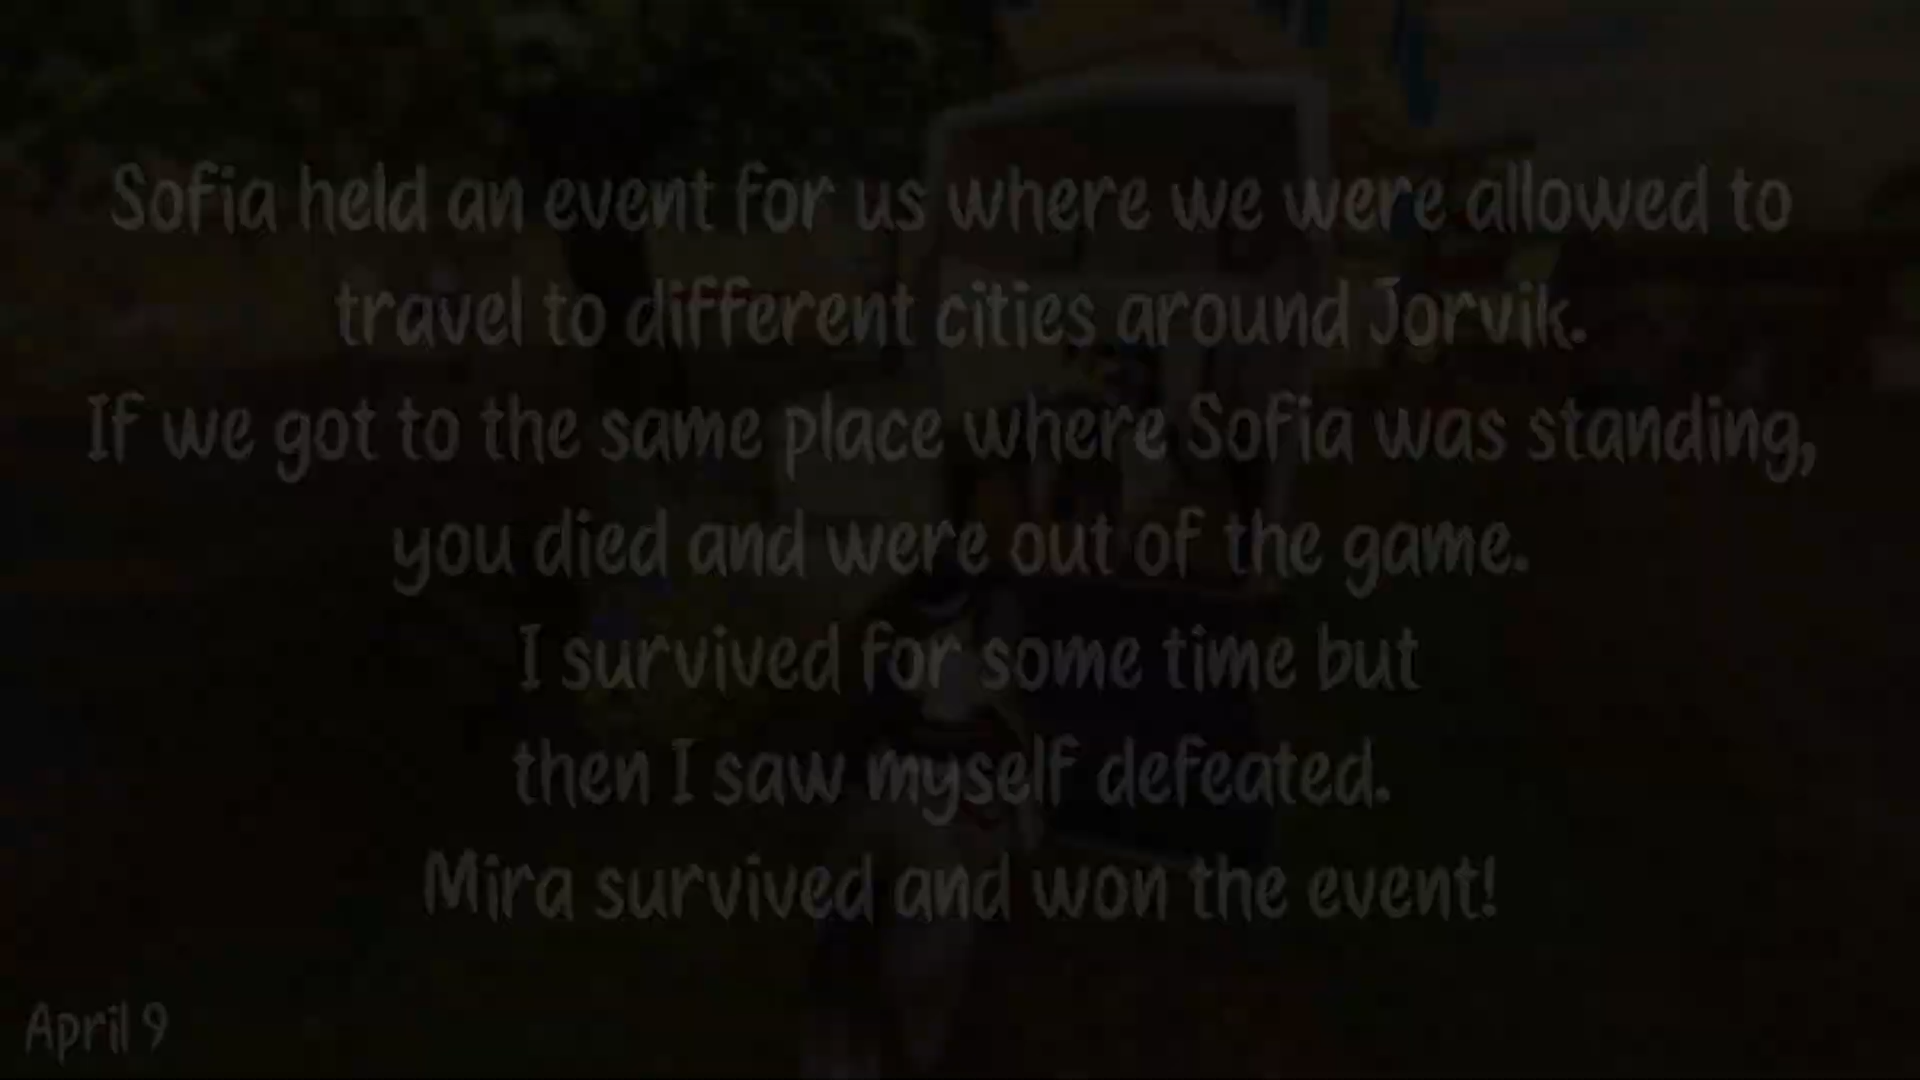 Sofia held an event for us where we were allowed to
travel to different cities around Jorvik.
If we got to the same place where Sofia was standing,
you died and were out of the game.
I survived for some time but
then I saw myself defeated.
Mira survived and won the event!
April 9